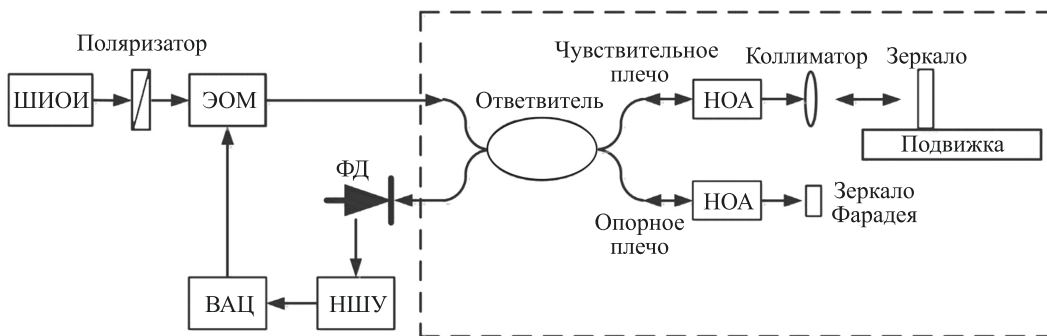 Поляризатор
ШИОИ
ЭОМ
Ответвитель
Чувствительное
плечо
НОА
Коллиматор
Зеркало
Подвижка
ФД
Опорное
плечо
НОА
Зеркало
Фарадея
ВАЦ
НШУ